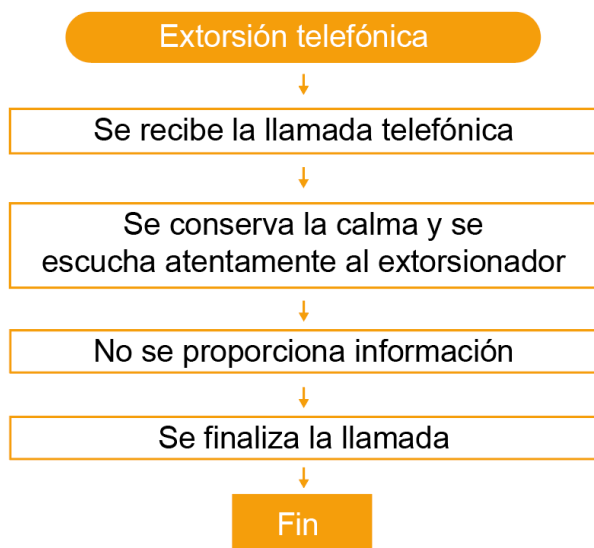 Extorsión telefónica
Se recibe la llamada telefónica
Se conserva la calma y se
escucha atentamente al extorsionador
No se proporciona información
Se finaliza la llamada
Fin